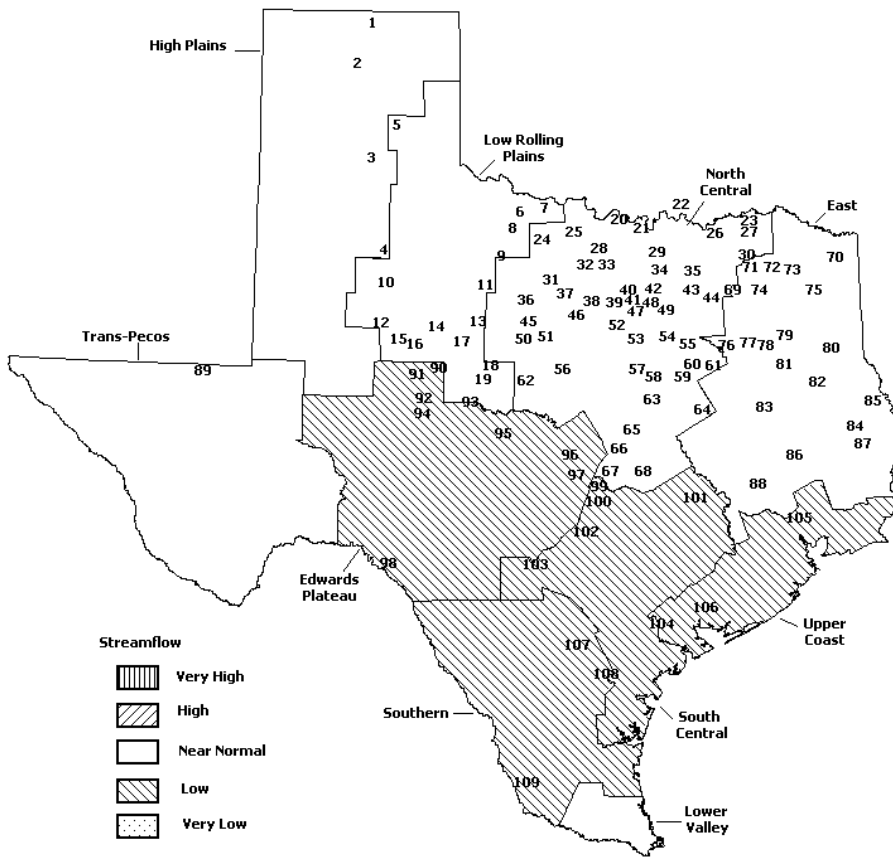 1
High Plains
2
5
Low Rolling
Plains
3
North
Central
22
East
6 7
20
23
8
21
26 27
24 25
4
9
28
29
30
70
32 33
34 35
71 72 73
10
11
31
40 42 43
69 74 75
36
37
38 39 41 48
44
47 49
12
14
13
45
46
52
Trans-Pecos
15 16
17
50 51
53
54 55
76 77 78 79
80
89
91 90
18
19
62
56
57 58
60 61
59
81
82
92
94
93
63
64
83
85
95
65
84
87
96
66
86
97
67 68
99
100
101
88
105
102
98
103
Edwards
Plateau
106
104
Upper
Coast
Streamflow
107
Very High
108
High
Southern
South
Central
Near Normal
109
Low
Lower
Valley
Very Low